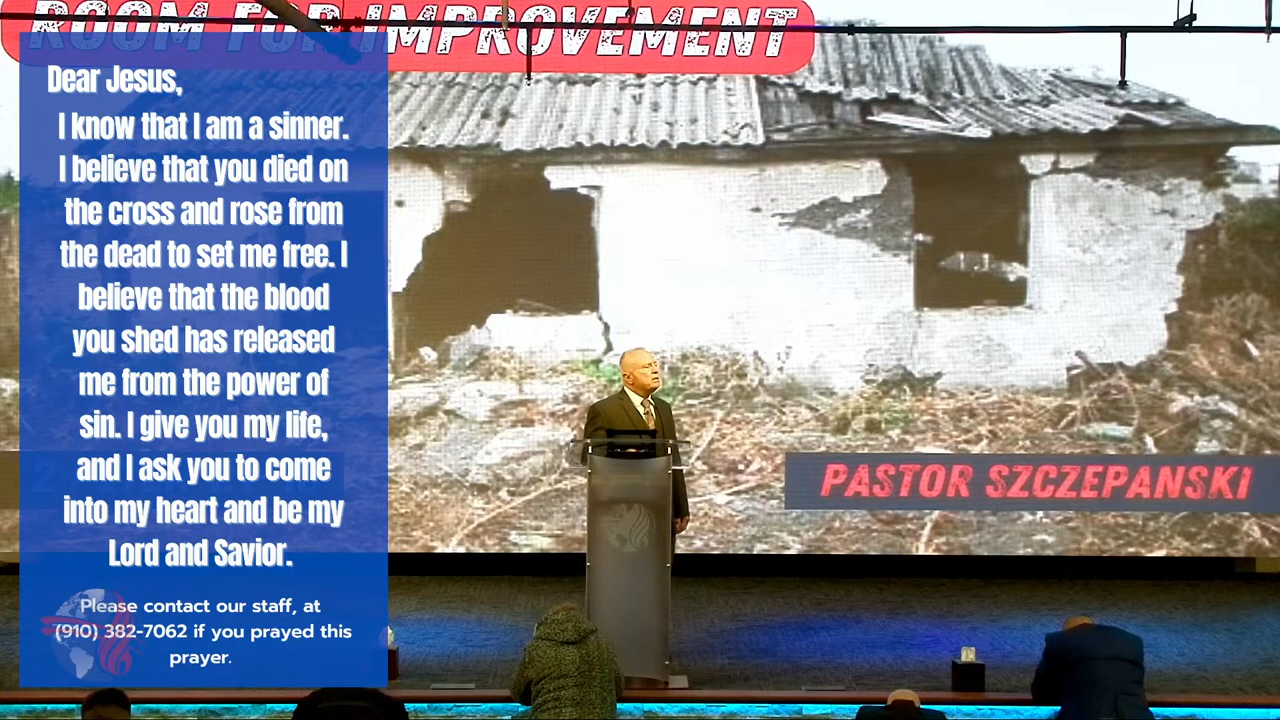 ROOM FOR IMPROVEMENT
Dear Jesus,
I know that I am a sinner.
I believe that you died on
the cross and rose from
the dead to set me free. I
believe that the blood
you shed has released
me from the power of
sin. I give you my life,
and I ask you to come
into my heart and be my
Lord and Savior.
Please contact our staff, at
(910) 382-7062 if you prayed this
prayer.
PASTOR SZCZEPANSKI